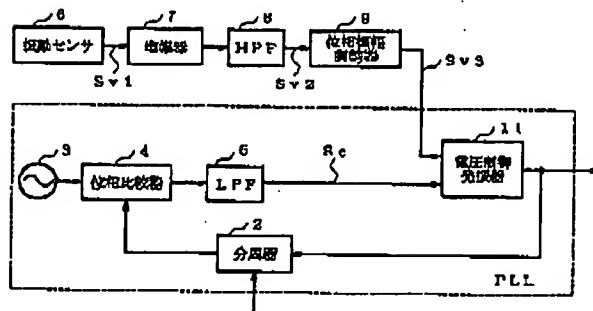 6
7
8
9
振動センサ
増幅器
HPF
位相振幅
制御器
Sv1
Sv2
Sv3
11
3
4
5
Sc
位相比較器
LPF
電圧制御
発振器
2
分周器
PLL